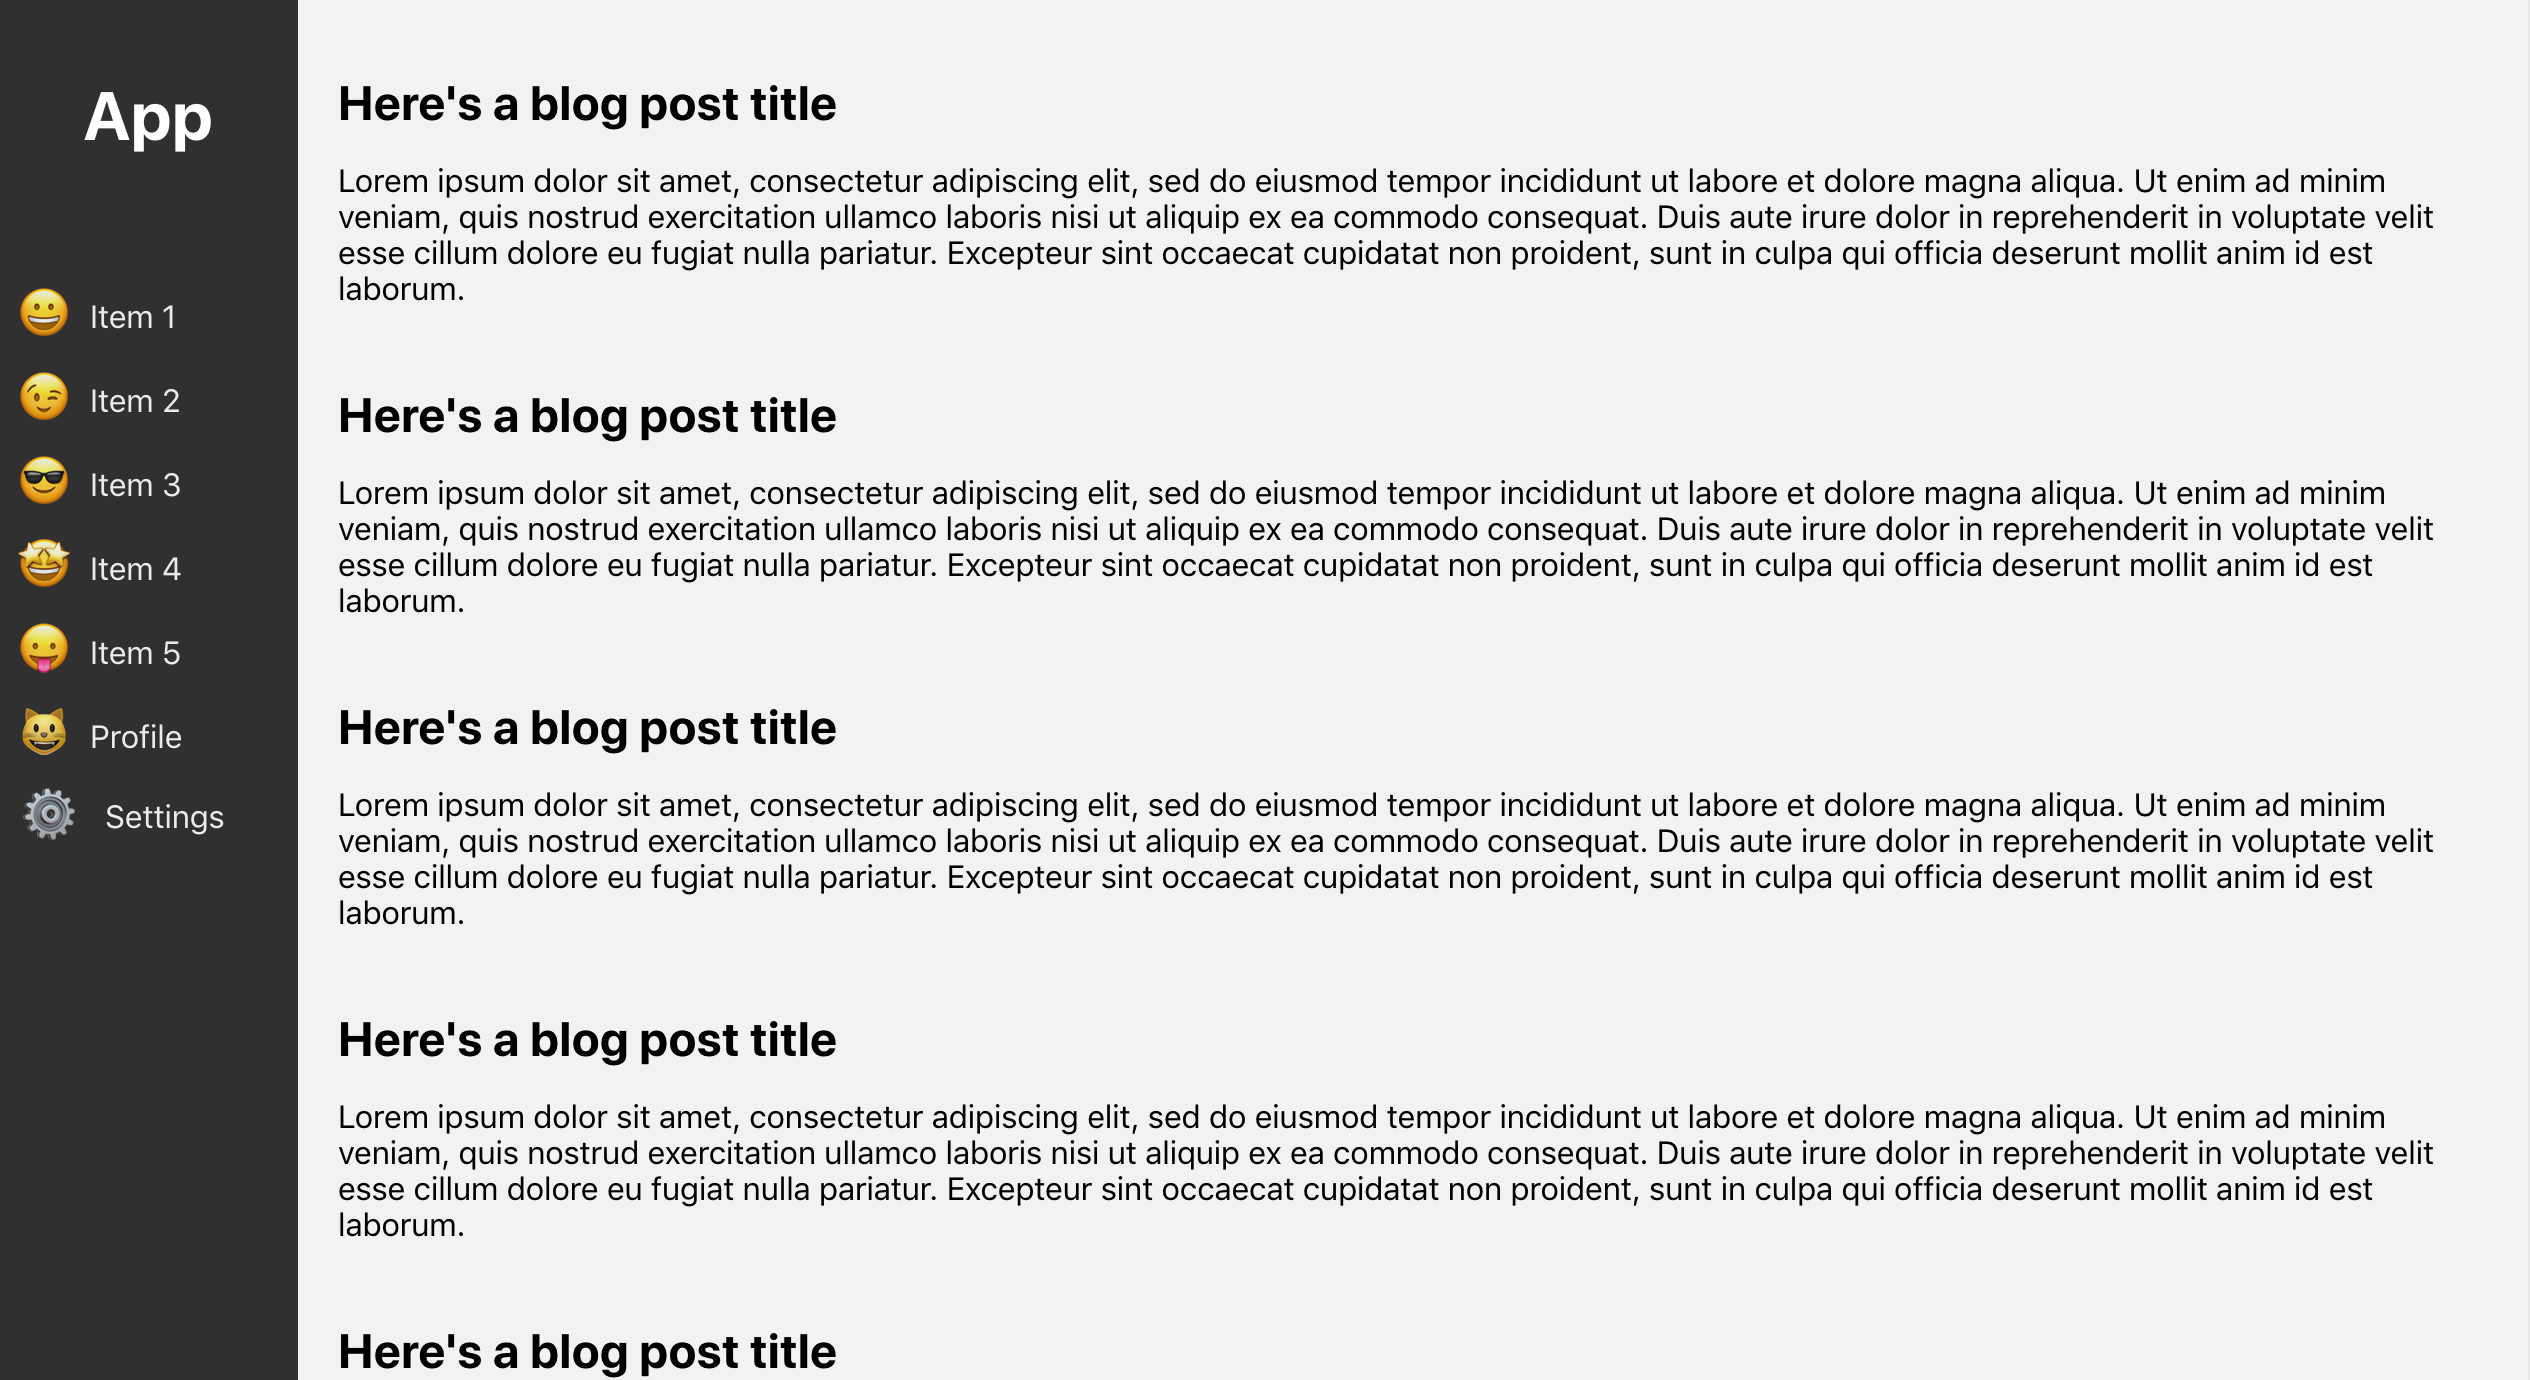 App
Item 1
Item 2
Item 3
Item 4
Item 5
Profile
Settings
Here's a blog post title
Lorem ipsum dolor sit amet, consectetur adipiscing elit, sed do eiusmod tempor incididunt ut labore et dolore magna aliqua. Ut enim ad minim
veniam, quis nostrud exercitation ullamco laboris nisi ut aliquip ex ea commodo consequat. Duis aute irure dolor in reprehenderit in voluptate velit
esse cillum dolore eu fugiat nulla pariatur. Excepteur sint occaecat cupidatat non proident, sunt in culpa qui officia deserunt mollit anim id est
laborum.
Here's a blog post title
Lorem ipsum dolor sit amet, consectetur adipiscing elit, sed do eiusmod tempor incididunt ut labore et dolore magna aliqua. Ut enim ad minim
veniam, quis nostrud exercitation ullamco laboris nisi ut aliquip ex ea commodo consequat. Duis aute irure dolor in reprehenderit in voluptate velit
esse cillum dolore eu fugiat nulla pariatur. Excepteur sint occaecat cupidatat non proident, sunt in culpa qui officia deserunt mollit anim id est
laborum.
Here's a blog post title
Lorem ipsum dolor sit amet, consectetur adipiscing elit, sed do eiusmod tempor incididunt ut labore et dolore magna aliqua. Ut enim ad minim
veniam, quis nostrud exercitation ullamco laboris nisi ut aliquip ex ea commodo consequat. Duis aute irure dolor in reprehenderit in voluptate velit
esse cillum dolore eu fugiat nulla pariatur. Excepteur sint occaecat cupidatat non proident, sunt in culpa qui officia deserunt mollit anim id est
laborum.
Here's a blog post title
Lorem ipsum dolor sit amet, consectetur adipiscing elit, sed do eiusmod tempor incididunt ut labore et dolore magna aliqua. Ut enim ad minim
veniam, quis nostrud exercitation ullamco laboris nisi ut aliquip ex ea commodo consequat. Duis aute irure dolor in reprehenderit in voluptate velit
esse cillum dolore eu fugiat nulla pariatur. Excepteur sint occaecat cupidatat non proident, sunt in culpa qui officia deserunt mollit anim id est
laborum.
Here's a blog post title